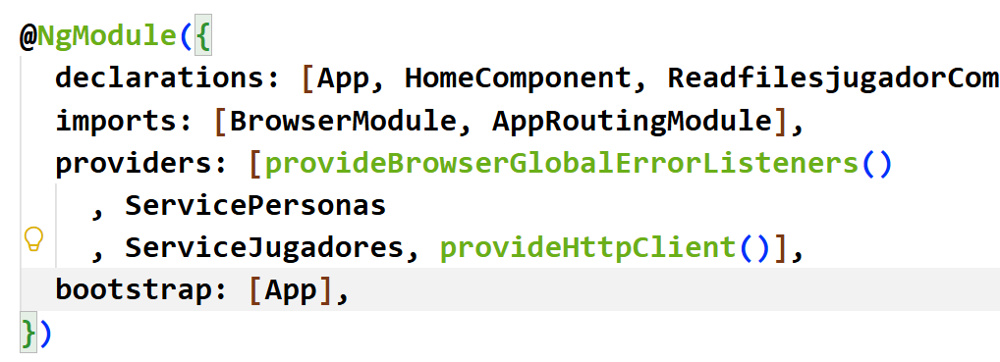 @NgModule({
declarations: [App, HomeComponent, ReadfilesjugadorCom
imports: [BrowserModule, AppRoutingModule],
providers: [provideBrowserGlobalErrorListeners()
, ServicePersonas
, ServiceJugadores, provideHttpClient()],
bootstrap: [App],
})